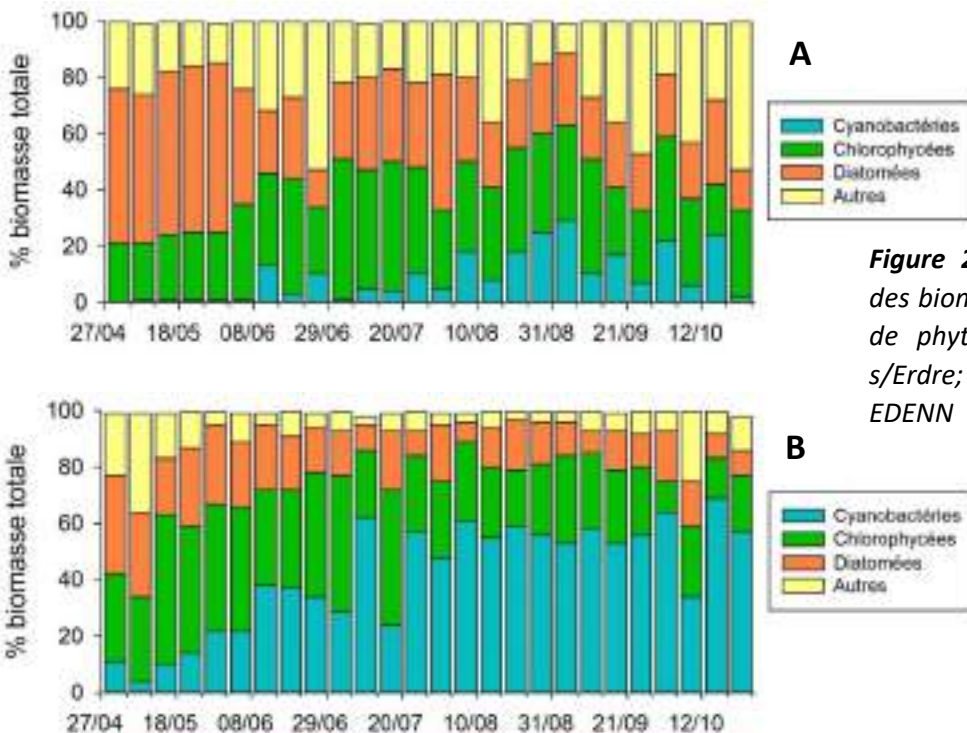 % biomasse totale
100
80
60
40
20
0
27/04 18/05 08/06 29/06 20/07 10/08 31/08 21/09 12/10
A
Cyanobactéries
Chlorophycées
Diatomées
Autres
Figure 2
des biom
de phyt
s/Erdre;
EDENN
% biomasse totale
100
80
60
40
20
0
27/04 18/05 08/06 29/06 20/07 10/08 31/08 21/09 12/10
B
Cyanobactéries
Chlorophycées
Diatomées
Autres